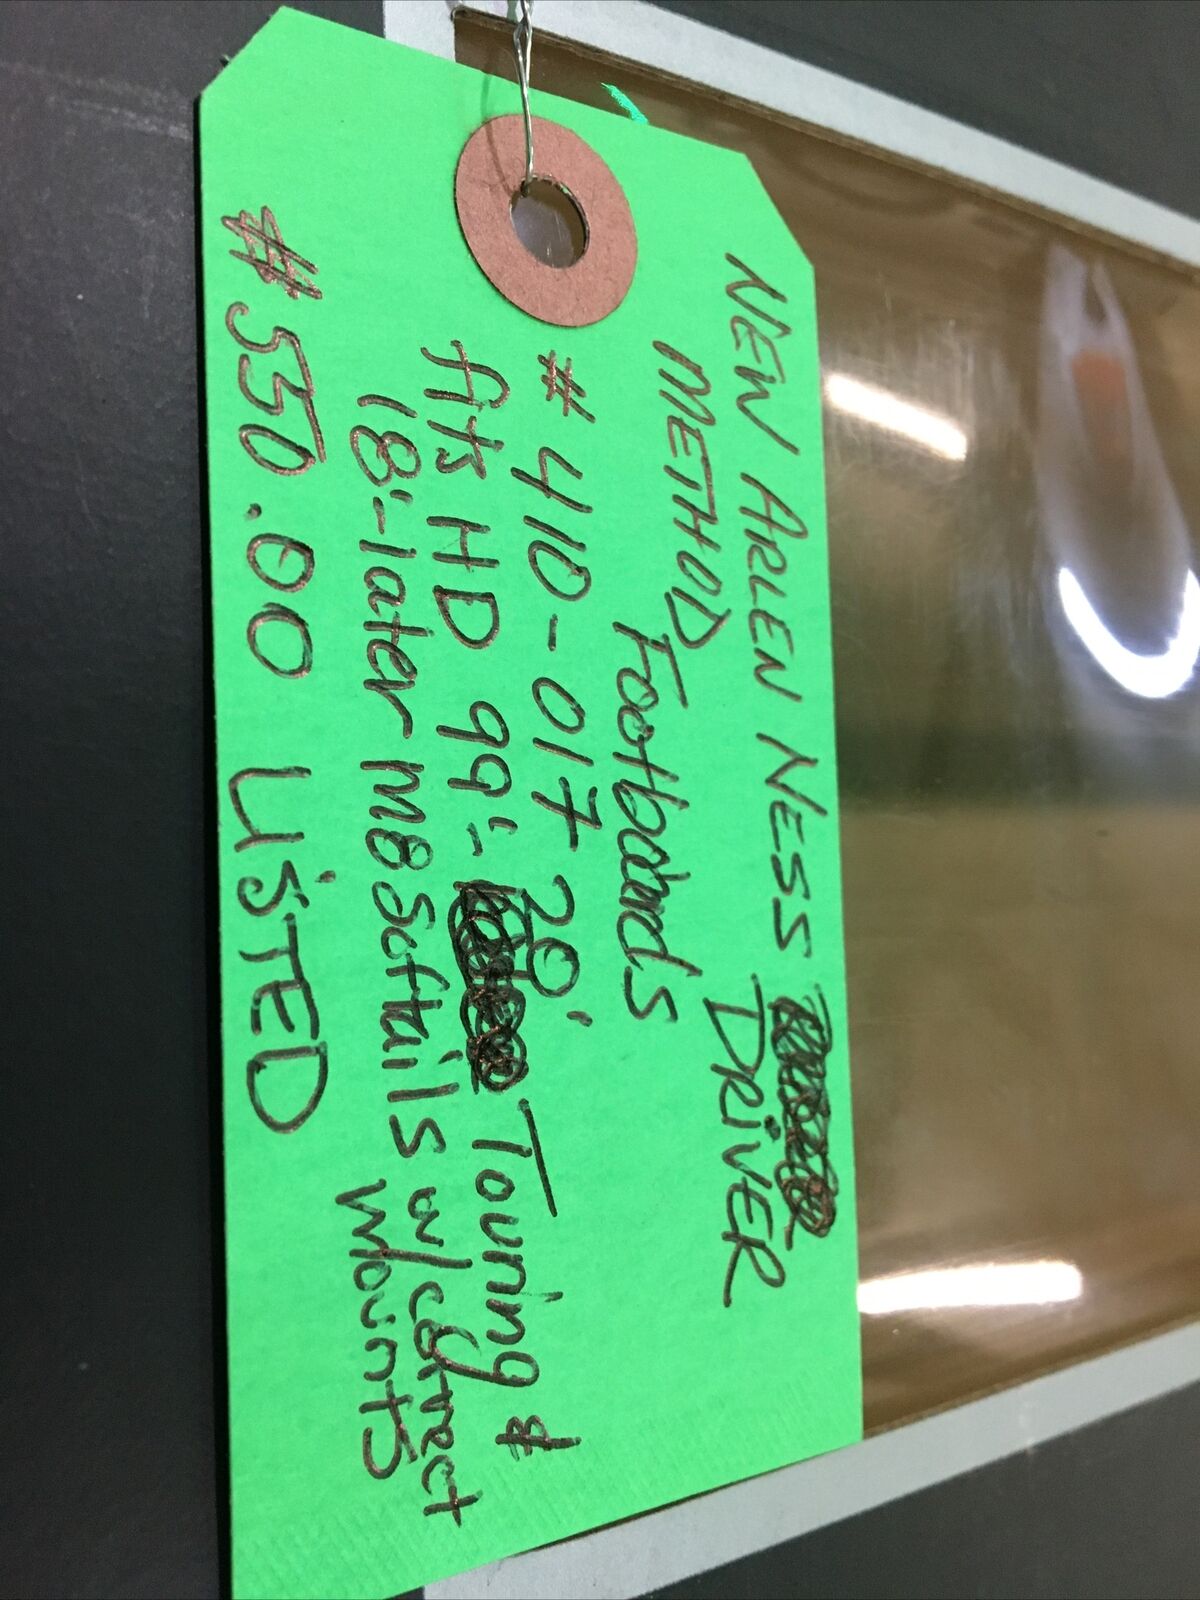 NEW ARLEN NESS DRIVER
METHOD Footboards
# 410-017 20'
fits HD 99'- Touring &
18'-later M8 Softails w/correct
mounts
#550.00 LiSTED